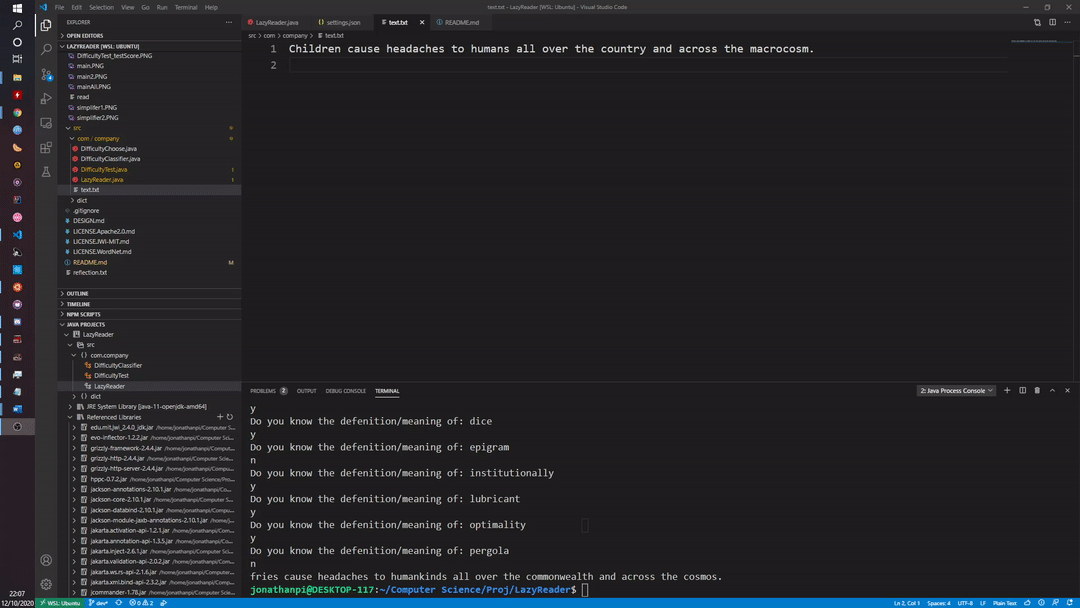 File Edit Selection View Go Run Terminal Help
text.txt - LazyReader [WSL: Ubuntu] - Visual Studio Code
EXPLORER
LazyReader.java
settings.json
text.txt
README.md
OPEN EDITORS
src > com > company > text.txt
LAZYREADER [WSL: UBUNTU]
DifficultyTest_testScore.PNG
main.PNG
main2.PNG
mainAll.PNG
read
simplifer1.PNG
simplifier2.PNG
src
com / company
DifficultyChoose.java
DifficultyClassifier.java
DifficultyTest.java 1
LazyReader.java 1
text.txt
dict
.gitignore
DESIGN.md
LICENSE.Apache2.0.md
LICENSE.JWI-MIT.md
LICENSE.WordNet.md
README.md M
reflection.txt
OUTLINE
TIMELINE
NPM SCRIPTS
JAVA PROJECTS
LazyReader
src
com.company
DifficultyClassifier
DifficultyTest
LazyReader
dict
JRE System Library [java-11-openjdk-amd64]
Referenced Libraries
edu.mit.jwi_2.4.0_jdk.jar /home/jonathanpi/Computer S...
evo-inflector-1.2.2.jar /home/jonathanpi/Computer Sc...
grizzly-framework-2.4.4.jar /home/jonathanpi/Comput...
grizzly-http-2.4.4.jar /home/jonathanpi/Computer Scie...
grizzly-http-server-2.4.4.jar /home/jonathanpi/Comp...
hppc-0.7.2.jar /home/jonathanpi/Computer Science/Pro...
jackson-annotations-2.10.1.jar /home/jonathanpi/Co...
jackson-core-2.10.1.jar /home/jonathanpi/Computer S...
jackson-databind-2.10.1.jar /home/jonathanpi/Compu...
jackson-module-jaxb-annotations-2.10.1.jar /home/j...
jakarta.activation-api-1.2.1.jar /home/jonathanpi/Co...
jakarta.annotation-api-1.3.5.jar /home/jonathanpi/Co...
jakarta.inject-2.6.1.jar /home/jonathanpi/Computer Sci...
jakarta.validation-api-2.0.2.jar /home/jonathanpi/Co...
jakarta.ws.rs-api-2.1.6.jar /home/jonathanpi/Comput...
jakarta.xml.bind-api-2.3.2.jar /home/jonathanpi/Com...
jcommander-1.78.jar /home/jonathanpi/Computer Sci...
1 Children cause headaches to humans all over the country and across the macrocosm.
2
PROBLEMS 2 OUTPUT DEBUG CONSOLE TERMINAL
2: Java Process Console
y
Do you know the defenition/meaning of: dice
y
Do you know the defenition/meaning of: epigram
n
Do you know the defenition/meaning of: institutionally
y
Do you know the defenition/meaning of: lubricant
y
Do you know the defenition/meaning of: optimality
y
Do you know the defenition/meaning of: pergola
n
fries cause headaches to humankinds all over the commonwealth and across the cosmos.
jonathanpi@DESKTOP-117:~/Computer Science/Proj/LazyReader$
22:07
12/10/2020
WSL: Ubuntu dev* 0 2
Ln 2, Col 1 Spaces: 4 UTF-8 LF Plain Text